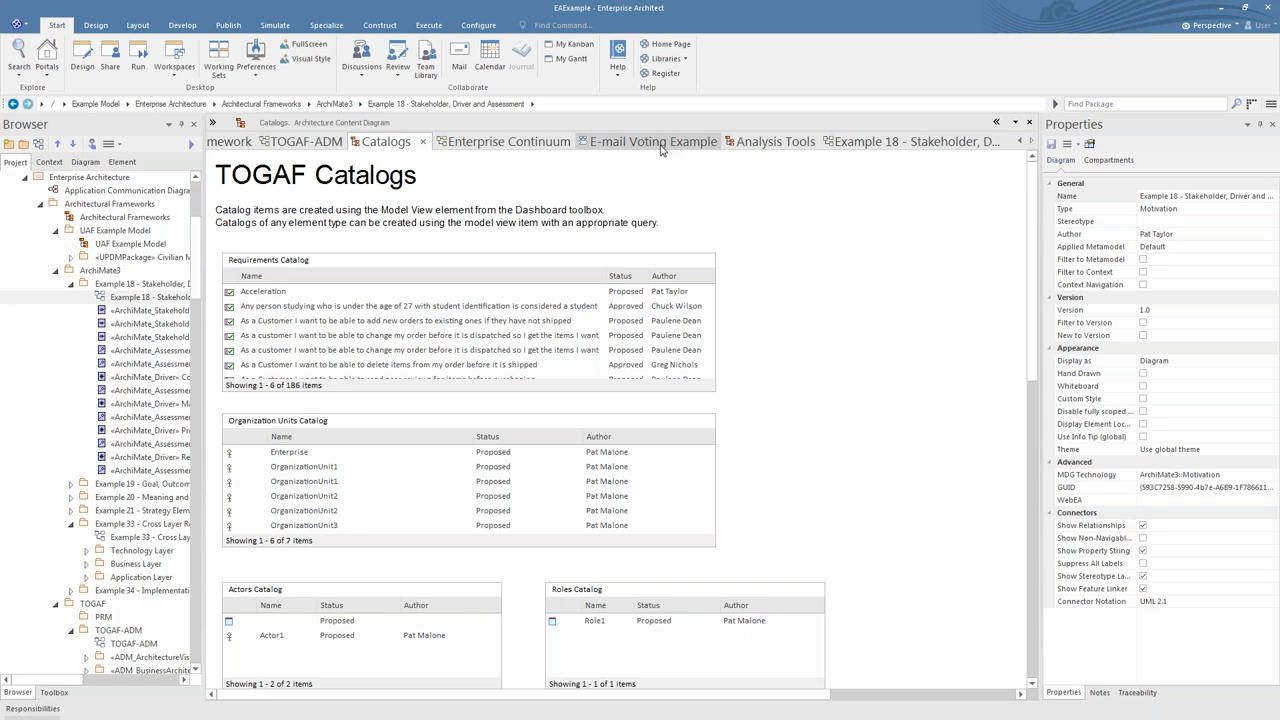 EAExample - Enterprise Architect
Start Design Layout Develop Publish Simulate Specialize Construct Execute Configure Find Command... Perspective User
Search Portals Design Share Run Workspaces Working Sets Preferences FullScreen Visual Style Discussions Review Team Library Mail Calendar Journal My Kanban My Gantt Help Home Page Libraries Register
Explore Desktop Collaborate Help
/ Example Model Enterprise Architecture Architectural Frameworks ArchiMate3 Example 18 - Stakeholder, Driver and Assessment Find Package
Browser
Project Context Diagram Element
Enterprise Architecture
Application Communication Diagra
Architectural Frameworks
Architectural Frameworks
UAF Example Model
UAF Example Model
«UPDMPackage» Civilian M
ArchiMate3
Example 18 - Stakeholder, D
Example 18 - Stakehold
«ArchiMate_Stakehold
«ArchiMate_Stakehold
«ArchiMate_Stakehold
«ArchiMate_Assessme
«ArchiMate_Assessme
«ArchiMate_Driver» Co
«ArchiMate_Assessme
«ArchiMate_Driver» M
«ArchiMate_Assessme
«ArchiMate_Driver» Pr
«ArchiMate_Assessme
«ArchiMate_Driver» Re
«ArchiMate_Assessme
Example 19 - Goal, Outcom
Example 20 - Meaning and
Example 21 - Strategy Elem
Example 33 - Cross Layer Re
Example 33 - Cross Lay
Technology Layer
Business Layer
Application Layer
Example 34 - Implementati
TOGAF
PRM
TOGAF-ADM
TOGAF-ADM
«ADM_ArchitectureVis
«ADM_BusinessArchite
Browser Toolbox
Responsibilities
Catalogs. Architecture Content Diagram
mework TOGAF-ADM Catalogs Enterprise Continuum E-mail Voting Example Analysis Tools Example 18 - Stakeholder, D...
TOGAF Catalogs
Catalog items are created using the Model View element from the Dashboard toolbox.
Catalogs of any element type can be created using the model view item with an appropriate query.
Requirements Catalog
Name Status Author
Acceleration Proposed Pat Taylor
Any person studying who is under the age of 27 with student identification is considered a student Approved Chuck Wilson
As a Customer I want to be able to add new orders to existing ones if they have not shipped Proposed Paulene Dean
As a Customer I want to be able to change my order before it is dispatched so I get the items I want Proposed Paulene Dean
As a Customer I want to be able to change my order before it is dispatched so I get the items I want Proposed Paulene Dean
As a Customer I want to be able to delete items from my order before it is shipped Approved Greg Nichols
Showing 1 - 6 of 186 items
Organization Units Catalog
Name Status Author
Enterprise Proposed Pat Malone
OrganizationUnit1 Proposed Pat Malone
OrganizationUnit1 Proposed Pat Malone
OrganizationUnit2 Proposed Pat Malone
OrganizationUnit2 Proposed Pat Malone
OrganizationUnit3 Proposed Pat Malone
Showing 1 - 6 of 7 items
Actors Catalog
Name Status Author
Proposed
Actor1 Proposed Pat Malone
Showing 1 - 2 of 2 items
Roles Catalog
Name Status Author
Role1 Proposed Pat Malone
Showing 1 - 1 of 1 items
Properties
Diagram Compartments
General
Name Example 18 - Stakeholder, Driver and ...
Type Motivation
Stereotype
Author Pat Taylor
Applied Metamodel Default
Filter to Metamodel
Filter to Context
Context Navigation
Version
Version 1.0
Filter to Version
New to Version
Appearance
Display as Diagram
Hand Drawn
Whiteboard
Custom Style
Disable fully scoped ...
Display Element Loc...
Use Info Tip (global)
Theme Use global theme
Advanced
MDG Technology ArchiMate3::Motivation
GUID {593C7258-5990-4b7e-A6B9-1F786611...
WebEA
Connectors
Show Relationships
Show Non-Navigabl...
Show Property String
Suppress All Labels
Show Stereotype La...
Show Feature Linker
Connector Notation UML 2.1
Properties Notes Traceability